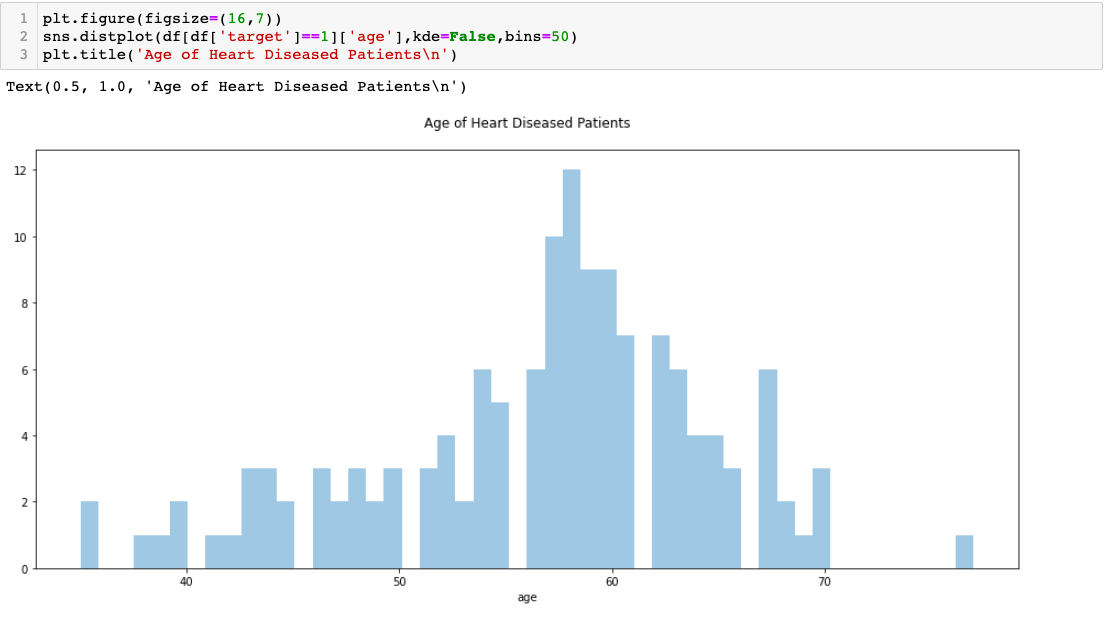 1 plt.figure(figsize=(16,7))
2 sns.distplot(df[df['target']==1]['age'],kde=False,bins=50)
3 plt.title('Age of Heart Diseased Patients\n')
Text(0.5, 1.0, 'Age of Heart Diseased Patients\n')
Age of Heart Diseased Patients
12
10
8
6
4
2
0
40 50 60 70
age